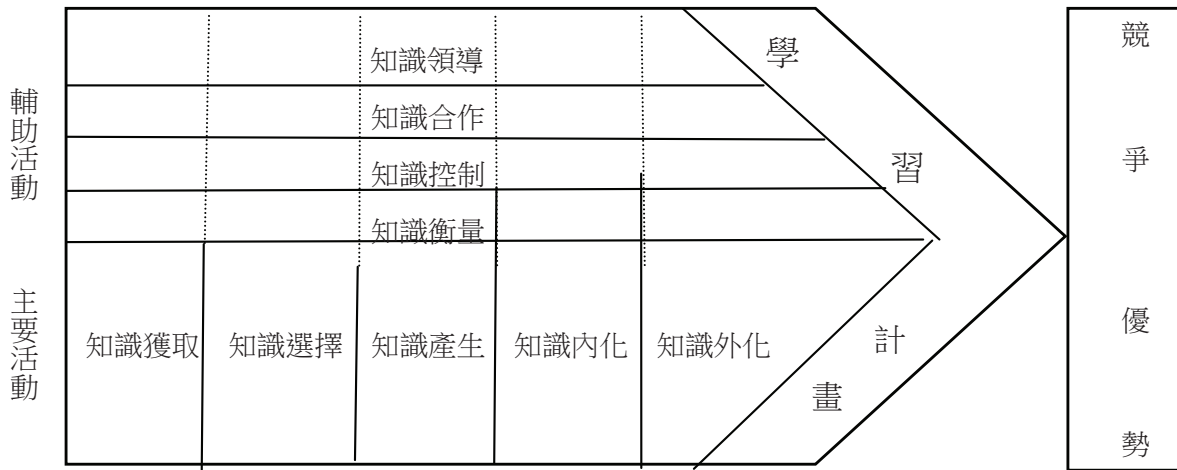 輔助活動
知識領導
知識合作
知識控制
知識衡量
主要活動
知識獲取
知識選擇
知識產生
知識內化
知識外化
學習計畫
競爭優勢